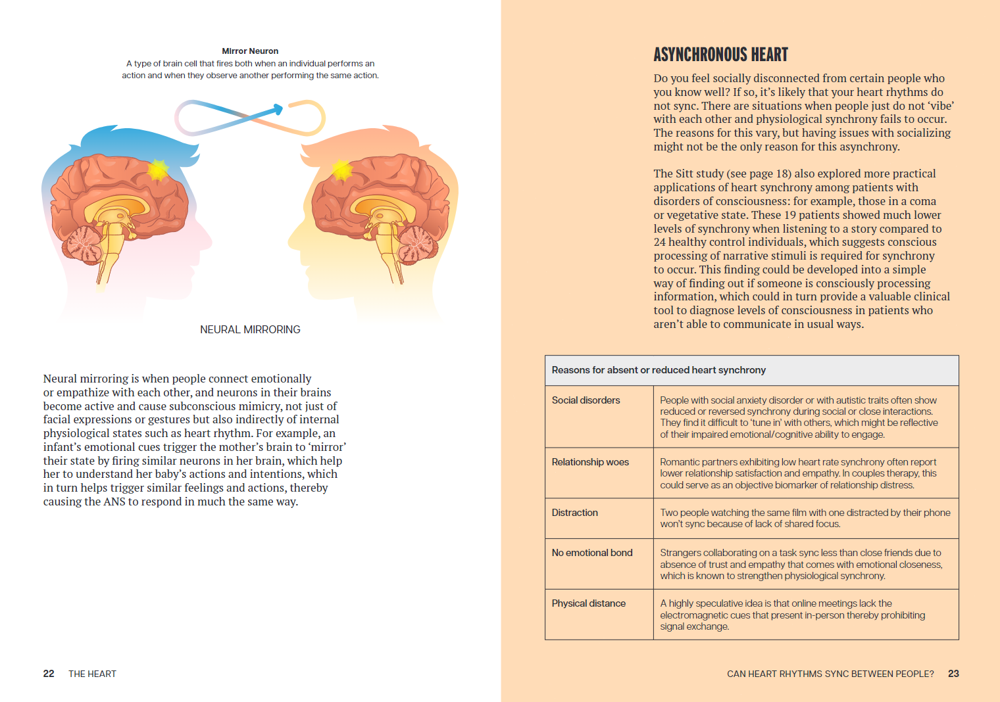 Mirror Neuron
A type of brain cell that fires both when an individual performs an
action and when they observe another performing the same action.
NEURAL MIRRORING
Neural mirroring is when people connect emotionally
or empathize with each other, and neurons in their brains
become active and cause subconscious mimicry, not just of
facial expressions or gestures but also indirectly of internal
physiological states such as heart rhythm. For example, an
infant’s emotional cues trigger the mother’s brain to ‘mirror’
their state by firing similar neurons in her brain, which help
her to understand her baby’s actions and intentions, which
in turn helps trigger similar feelings and actions, thereby
causing the ANS to respond in much the same way.
22 THE HEART
ASYNCHRONOUS HEART
Do you feel socially disconnected from certain people who
you know well? If so, it’s likely that your heart rhythms do
not sync. There are situations when people just do not ‘vibe’
with each other and physiological synchrony fails to occur.
The reasons for this vary, but having issues with socializing
might not be the only reason for this asynchrony.
The Sitt study (see page 18) also explored more practical
applications of heart synchrony among patients with
disorders of consciousness: for example, those in a coma
or vegetative state. These 19 patients showed much lower
levels of synchrony when listening to a story compared to
24 healthy control individuals, which suggests conscious
processing of narrative stimuli is required for synchrony
to occur. This finding could be developed into a simple
way of finding out if someone is consciously processing
information, which could in turn provide a valuable clinical
tool to diagnose levels of consciousness in patients who
aren’t able to communicate in usual ways.
Reasons for absent or reduced heart synchrony
Social disorders
People with social anxiety disorder or with autistic traits often show
reduced or reversed synchrony during social or close interactions.
They find it difficult to ‘tune in’ with others, which might be reflective
of their impaired emotional/cognitive ability to engage.
Relationship woes
Romantic partners exhibiting low heart rate synchrony often report
lower relationship satisfaction and empathy. In couples therapy, this
could serve as an objective biomarker of relationship distress.
Distraction
Two people watching the same film with one distracted by their phone
won’t sync because of lack of shared focus.
No emotional bond
Strangers collaborating on a task sync less than close friends due to
absence of trust and empathy that comes with emotional closeness,
which is known to strengthen physiological synchrony.
Physical distance
A highly speculative idea is that online meetings lack the
electromagnetic cues that present in-person thereby prohibiting
signal exchange.
CAN HEART RHYTHMS SYNC BETWEEN PEOPLE? 23